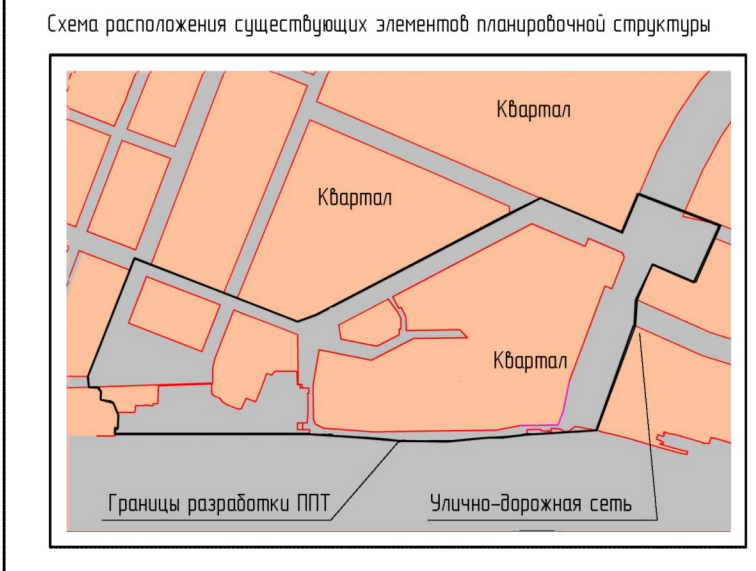 Схема расположения существующих элементов планировочной структуры
Квартал
Квартал
Квартал
Границы разработки ППТ
Улично-дорожная сеть